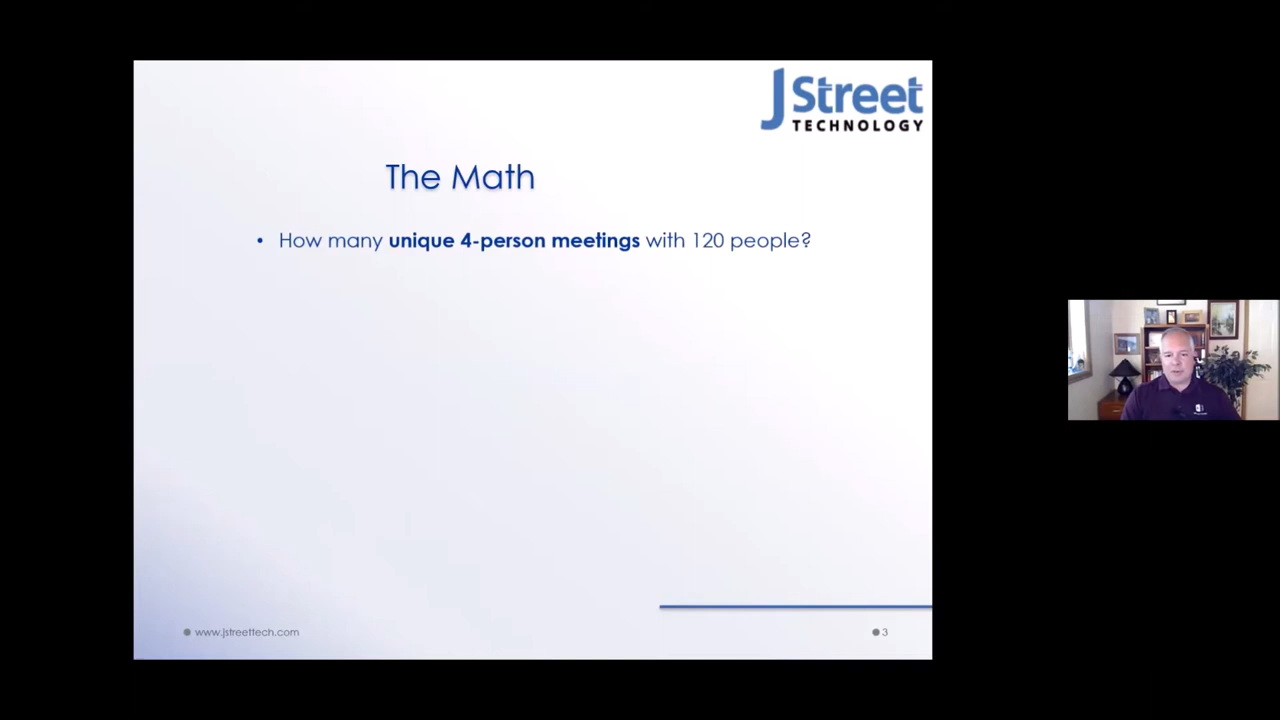 J Street
TECHNOLOGY
The Math
• How many unique 4-person meetings with 120 people?
www.jstreettech.com
3